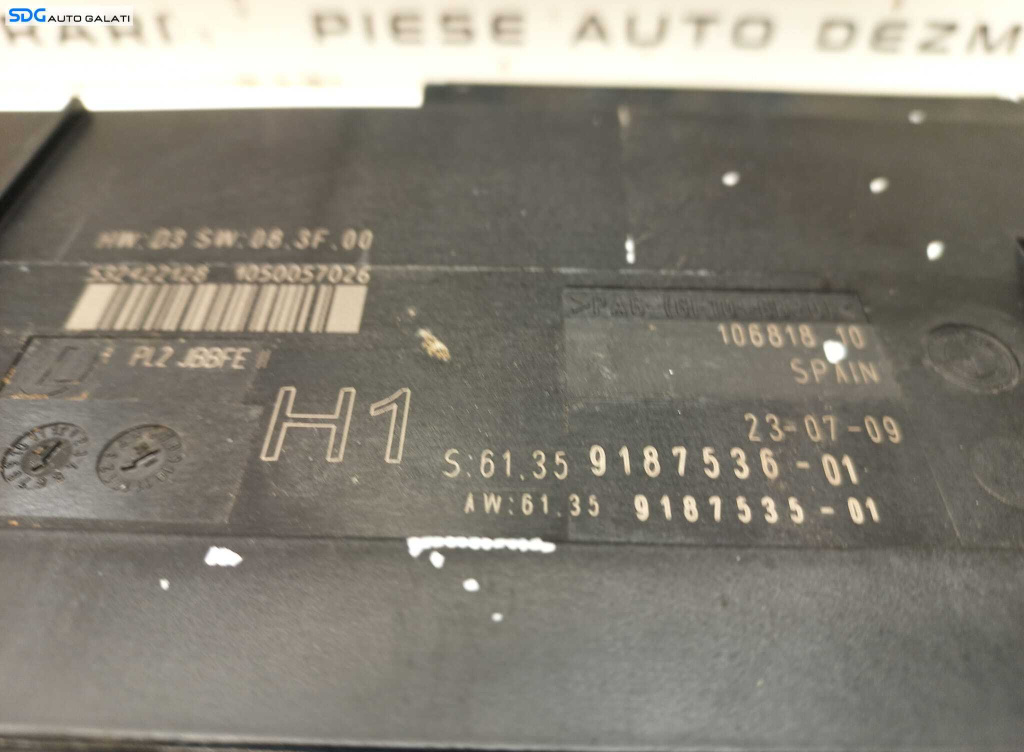 SDG AUTO GALATI
PIESE AUTO DEZM
HW:03 SW:08.3F.00
532422128 1050057026
106818 10
PL2 JBBFE II
SPAIN
H1
23-07-09
S:61.35 9187536-01
AW:61.35 9187535-01